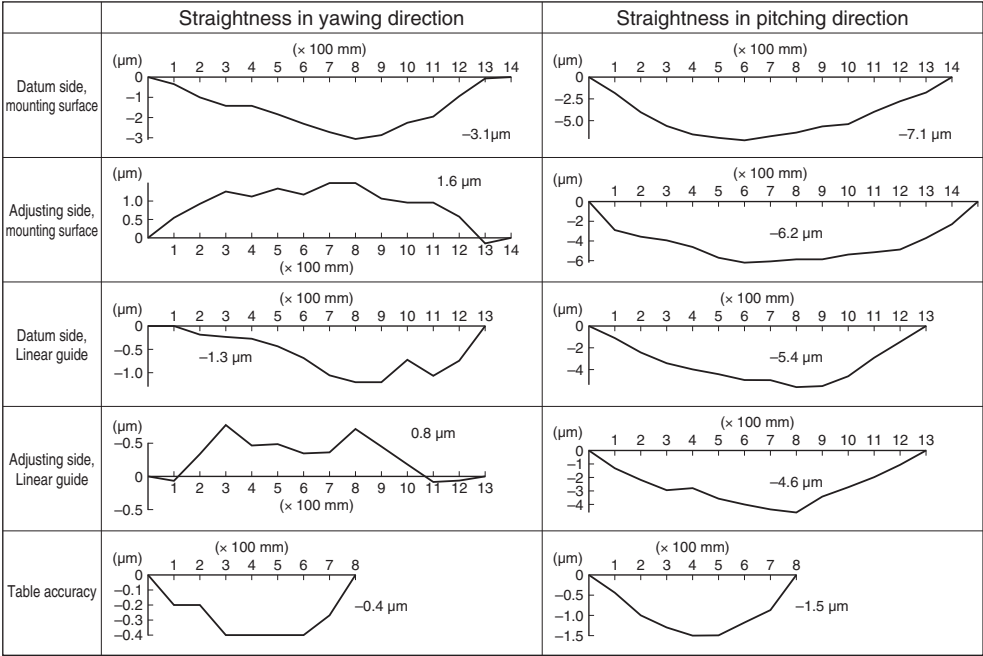 Straightness in yawing direction
Straightness in pitching direction
Datum side,
mounting surface
(× 100 mm)
(μm) 1 2 3 4 5 6 7 8 9 10 11 12 13 14
0
–1
–2
–3
–3.1μm
(× 100 mm)
(μm) 1 2 3 4 5 6 7 8 9 10 11 12 13 14
0
–2.5
–5.0
–7.1μm
Adjusting side,
mounting surface
(μm)
1.6 μm
1.0
0.5
0
1 2 3 4 5 6 7 8 9 10 11 12 13 14
(× 100 mm)
(× 100 mm)
(μm) 1 2 3 4 5 6 7 8 9 10 11 12 13 14
0
–2
–4
–6
–6.2 μm
Datum side,
Linear guide
(× 100 mm)
(μm) 1 2 3 4 5 6 7 8 9 10 11 12 13
0
–0.5
–1.0
–1.3 μm
(× 100 mm)
(μm) 1 2 3 4 5 6 7 8 9 10 11 12 13
0
–2
–4
–5.4 μm
Adjusting side,
Linear guide
(μm)
0.8 μm
–0.5
0
–0.5
1 2 3 4 5 6 7 8 9 10 11 12 13
(× 100 mm)
(× 100 mm)
(μm) 1 2 3 4 5 6 7 8 9 10 11 12 13
0
–1
–2
–3
–4
–4.6 μm
Table accuracy
(× 100 mm)
(μm) 1 2 3 4 5 6 7 8
0
–0.1
–0.2
–0.3
–0.4
–0.4 μm
(× 100 mm)
(μm) 1 2 3 4 5 6 7 8
0
–0.5
–1.0
–1.5
–1.5 μm